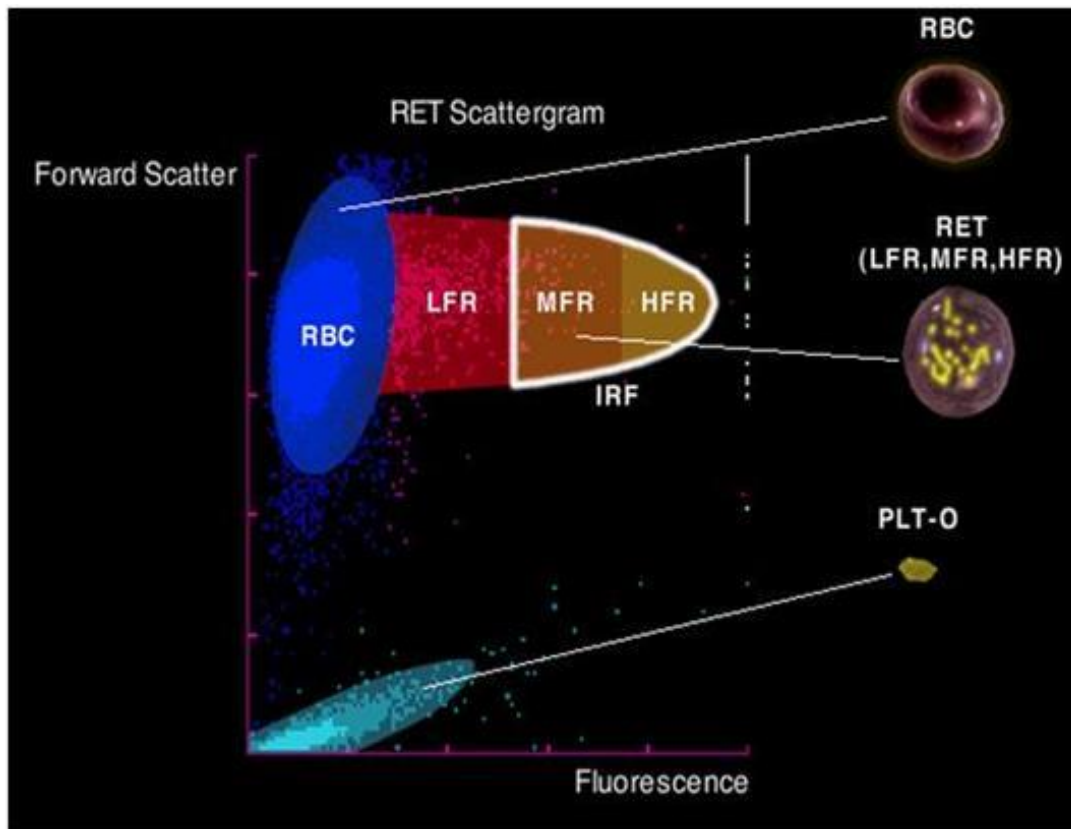 RBC
RET Scattergram
Forward Scatter
RET
(LFR,MFR,HFR)
RBC
LFR
MFR
HFR
IRF
PLT-O
Fluorescence